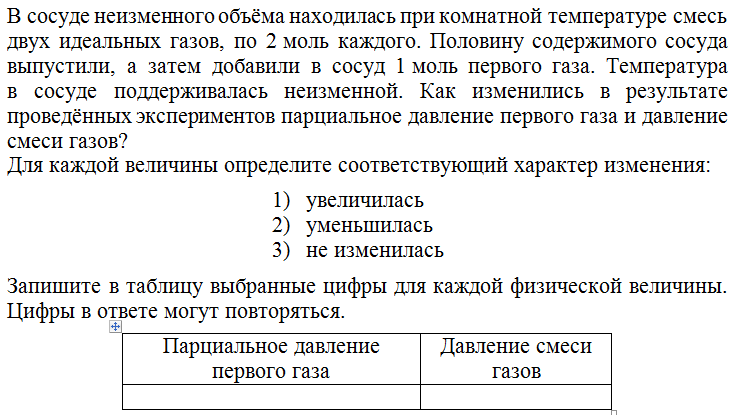 В сосуде неизменного объёма находилась при комнатной температуре смесь
двух идеальных газов, по 2 моль каждого. Половину содержимого сосуда
выпустили, а затем добавили в сосуд 1 моль первого газа. Температура
в сосуде поддерживалась неизменной. Как изменились в результате
проведённых экспериментов парциальное давление первого газа и давление
смеси газов?
Для каждой величины определите соответствующий характер изменения:
1) увеличилась
2) уменьшилась
3) не изменилась
Запишите в таблицу выбранные цифры для каждой физической величины.
Цифры в ответе могут повторяться.
Парциальное давление
первого газа
Давление смеси
газов